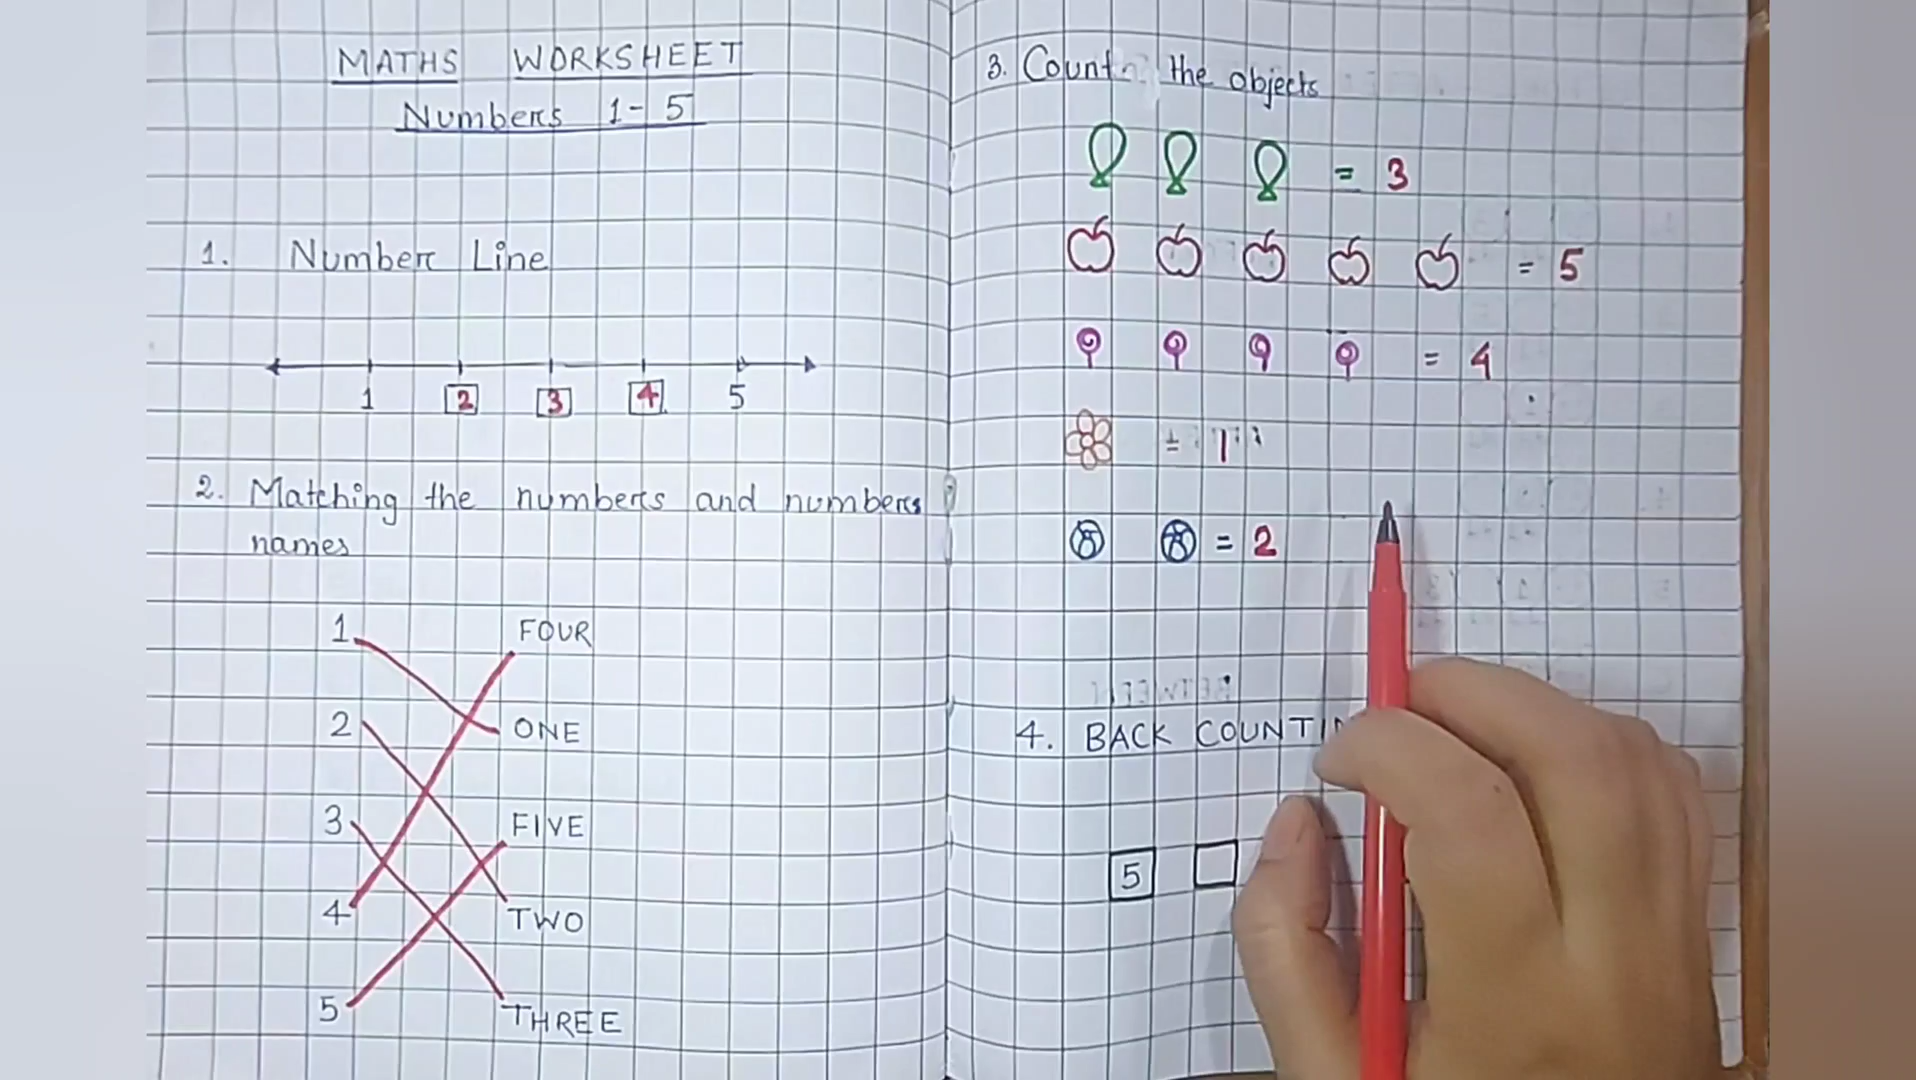 MATHS WORKSHEET
Numbers 1 - 5
1. Number Line
1 2 3 4 5
2. Matching the numbers and numbers
names
1 FOUR
2 ONE
3 FIVE
4 TWO
5 THREE
3. Count the objects
= 3
= 5
= 4
= 1
= 2
4. BACK
5